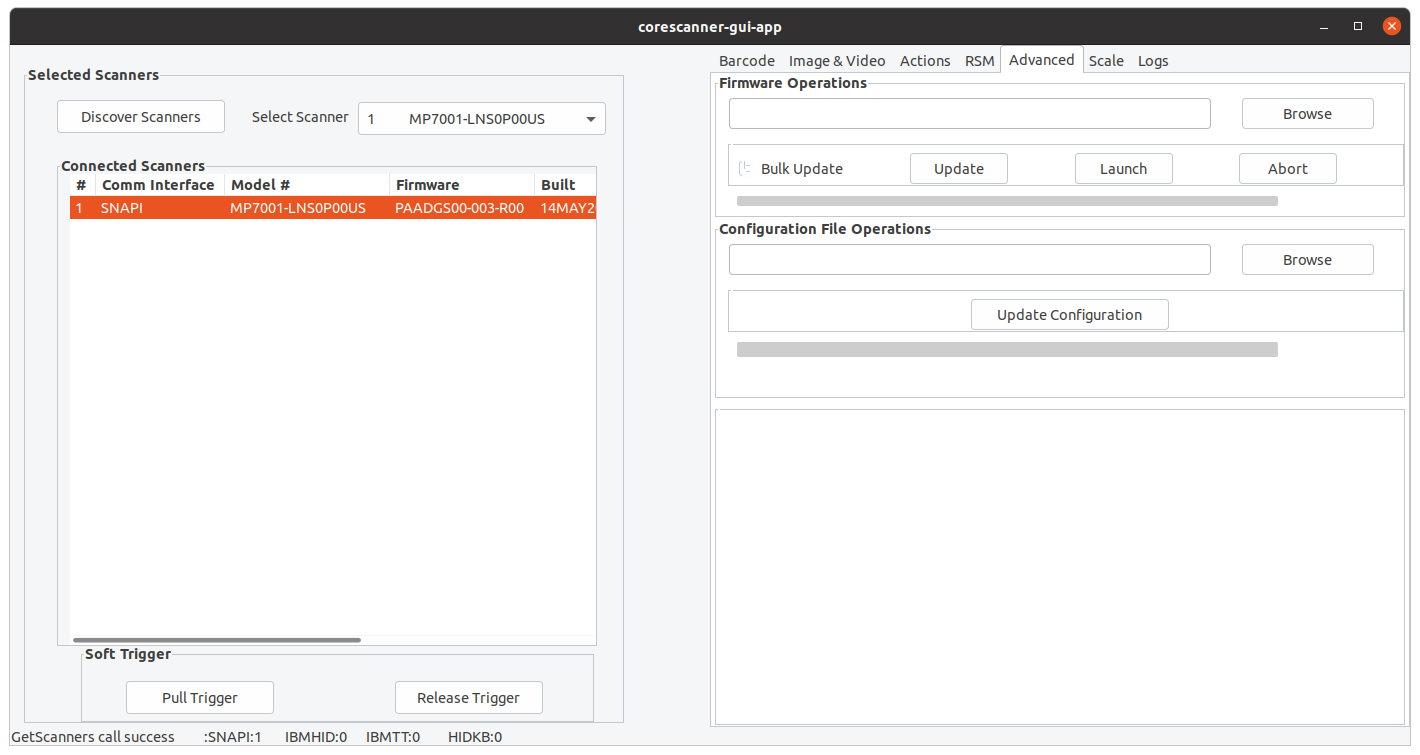 corescanner-gui-app
Selected Scanners
Discover Scanners Select Scanner 1 MP7001-LNS0P00US
Connected Scanners
# Comm Interface Model # Firmware Built
1 SNAPI MP7001-LNS0P00US PAADGS00-003-R00 14MAY2
Soft Trigger
Pull Trigger Release Trigger
Barcode Image & Video Actions RSM Advanced Scale Logs
Firmware Operations
Browse
Bulk Update Update Launch Abort
Configuration File Operations
Browse
Update Configuration
GetScanners call success :SNAPI:1 IBMHID:0 IBMTT:0 HIDKB:0